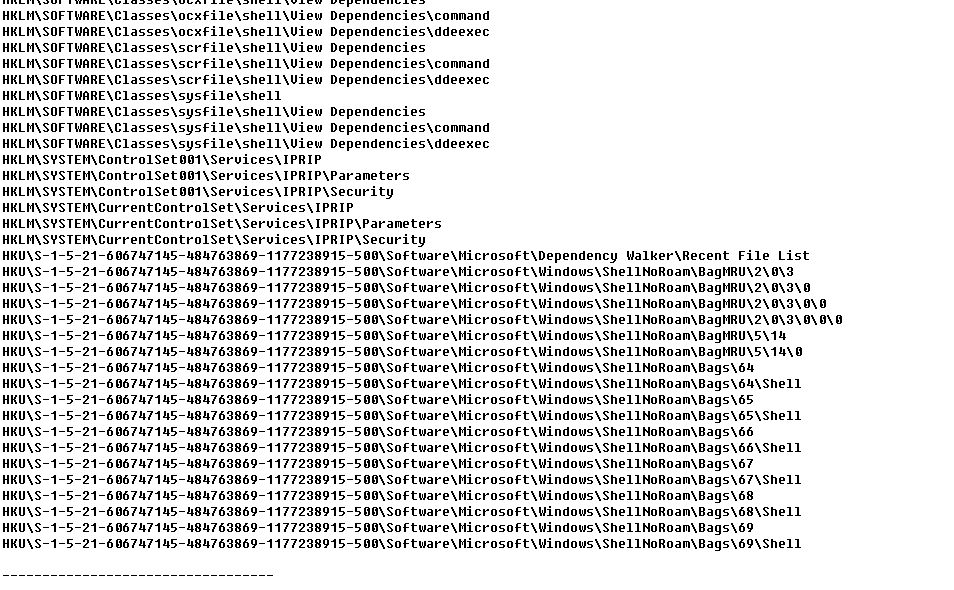 HKLM\SOFTWARE\Classes\ocxfile\shell\View Dependencies
HKLM\SOFTWARE\Classes\ocxfile\shell\View Dependencies\command
HKLM\SOFTWARE\Classes\ocxfile\shell\View Dependencies\ddeexec
HKLM\SOFTWARE\Classes\scrfile\shell\View Dependencies
HKLM\SOFTWARE\Classes\scrfile\shell\View Dependencies\command
HKLM\SOFTWARE\Classes\scrfile\shell\View Dependencies\ddeexec
HKLM\SOFTWARE\Classes\sysfile\shell
HKLM\SOFTWARE\Classes\sysfile\shell\View Dependencies
HKLM\SOFTWARE\Classes\sysfile\shell\View Dependencies\command
HKLM\SOFTWARE\Classes\sysfile\shell\View Dependencies\ddeexec
HKLM\SYSTEM\ControlSet001\Services\IPRIP
HKLM\SYSTEM\ControlSet001\Services\IPRIP\Parameters
HKLM\SYSTEM\ControlSet001\Services\IPRIP\Security
HKLM\SYSTEM\CurrentControlSet\Services\IPRIP
HKLM\SYSTEM\CurrentControlSet\Services\IPRIP\Parameters
HKLM\SYSTEM\CurrentControlSet\Services\IPRIP\Security
HKU\S-1-5-21-606747145-484763869-1177238915-500\Software\Microsoft\Dependency Walker\Recent File List
HKU\S-1-5-21-606747145-484763869-1177238915-500\Software\Microsoft\Windows\ShellNoRoam\BagMRU\2\0\3
HKU\S-1-5-21-606747145-484763869-1177238915-500\Software\Microsoft\Windows\ShellNoRoam\BagMRU\2\0\3\0
HKU\S-1-5-21-606747145-484763869-1177238915-500\Software\Microsoft\Windows\ShellNoRoam\BagMRU\2\0\3\0\0
HKU\S-1-5-21-606747145-484763869-1177238915-500\Software\Microsoft\Windows\ShellNoRoam\BagMRU\2\0\3\0\0\0
HKU\S-1-5-21-606747145-484763869-1177238915-500\Software\Microsoft\Windows\ShellNoRoam\BagMRU\5\14
HKU\S-1-5-21-606747145-484763869-1177238915-500\Software\Microsoft\Windows\ShellNoRoam\BagMRU\5\14\0
HKU\S-1-5-21-606747145-484763869-1177238915-500\Software\Microsoft\Windows\ShellNoRoam\Bags\64
HKU\S-1-5-21-606747145-484763869-1177238915-500\Software\Microsoft\Windows\ShellNoRoam\Bags\64\Shell
HKU\S-1-5-21-606747145-484763869-1177238915-500\Software\Microsoft\Windows\ShellNoRoam\Bags\65
HKU\S-1-5-21-606747145-484763869-1177238915-500\Software\Microsoft\Windows\ShellNoRoam\Bags\65\Shell
HKU\S-1-5-21-606747145-484763869-1177238915-500\Software\Microsoft\Windows\ShellNoRoam\Bags\66
HKU\S-1-5-21-606747145-484763869-1177238915-500\Software\Microsoft\Windows\ShellNoRoam\Bags\66\Shell
HKU\S-1-5-21-606747145-484763869-1177238915-500\Software\Microsoft\Windows\ShellNoRoam\Bags\67
HKU\S-1-5-21-606747145-484763869-1177238915-500\Software\Microsoft\Windows\ShellNoRoam\Bags\67\Shell
HKU\S-1-5-21-606747145-484763869-1177238915-500\Software\Microsoft\Windows\ShellNoRoam\Bags\68
HKU\S-1-5-21-606747145-484763869-1177238915-500\Software\Microsoft\Windows\ShellNoRoam\Bags\68\Shell
HKU\S-1-5-21-606747145-484763869-1177238915-500\Software\Microsoft\Windows\ShellNoRoam\Bags\69
HKU\S-1-5-21-606747145-484763869-1177238915-500\Software\Microsoft\Windows\ShellNoRoam\Bags\69\Shell
----------------------------------